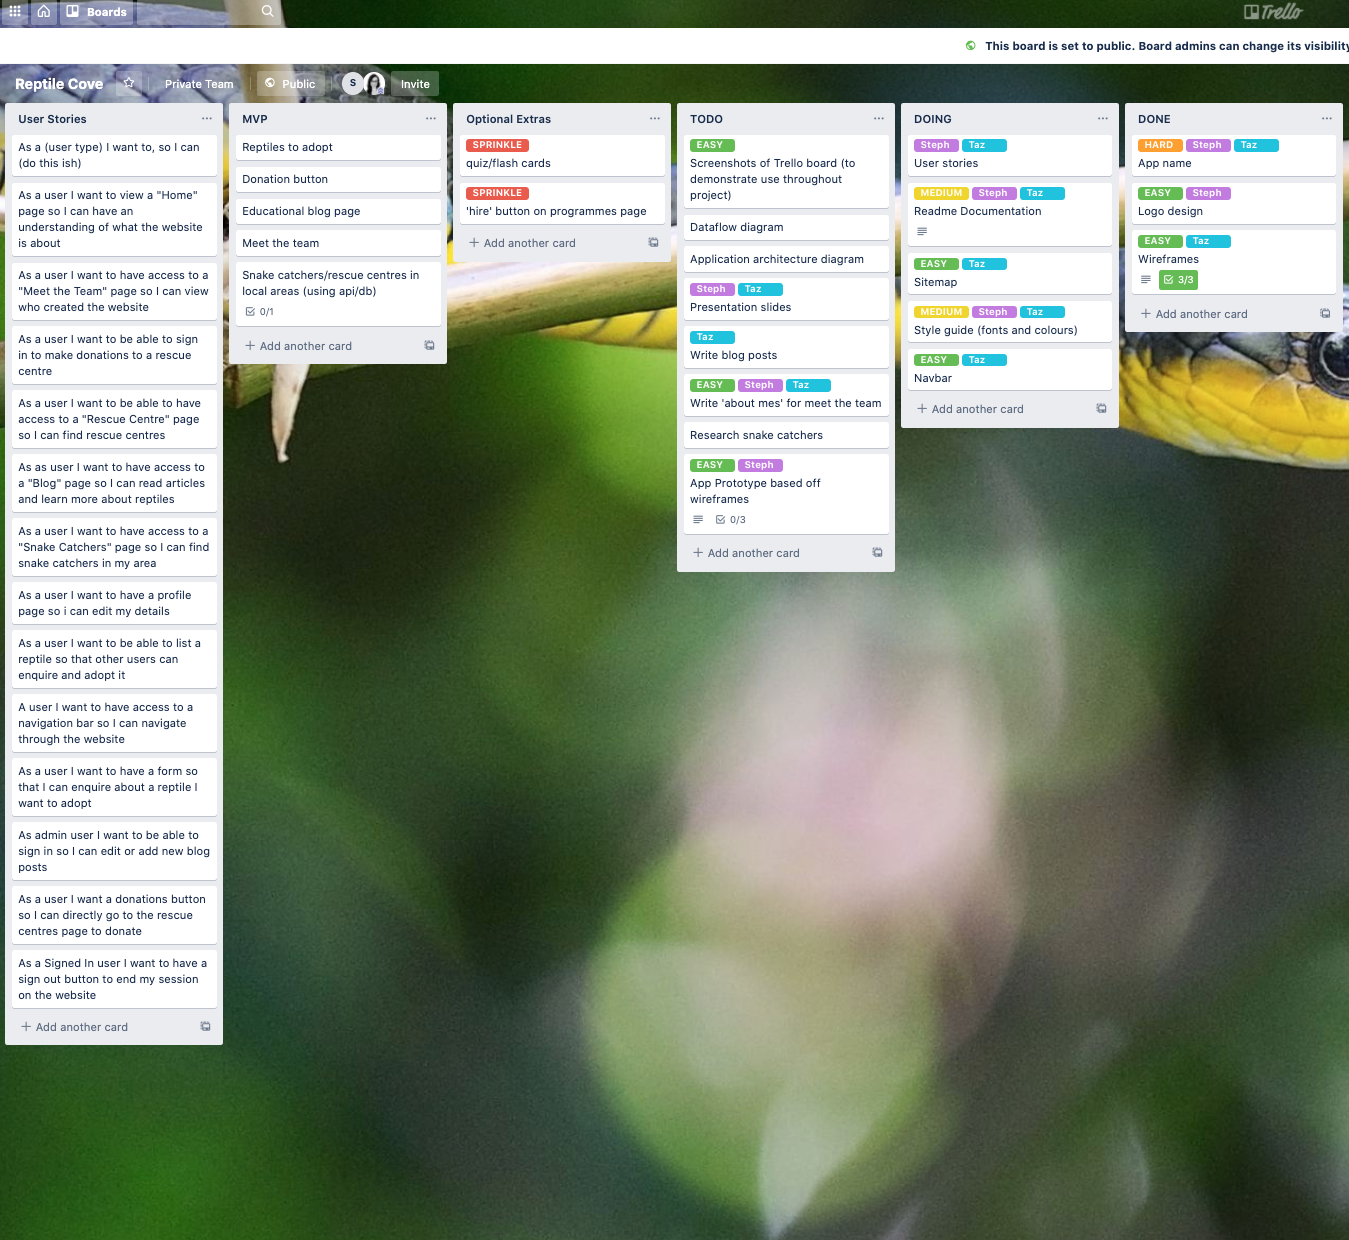 Boards
Trello
This board is set to public. Board admins can change its visibility
Reptile Cove
Private Team
Public
S
Invite
User Stories
As a (user type) I want to, so I can
(do this ish)
As a user I want to view a "Home"
page so I can have an
understanding of what the website
is about
As a user I want to have access to a
"Meet the Team" page so I can view
who created the website
As a user I want to be able to sign
in to make donations to a rescue
centre
As a user I want to be able to have
access to a "Rescue Centre" page
so I can find rescue centres
As as user I want to have access to
a "Blog" page so I can read articles
and learn more about reptiles
As a user I want to have access to a
"Snake Catchers" page so I can find
snake catchers in my area
As a user I want to have a profile
page so i can edit my details
As a user I want to be able to list a
reptile so that other users can
enquire and adopt it
A user I want to have access to a
navigation bar so I can navigate
through the website
As a user I want to have a form so
that I can enquire about a reptile I
want to adopt
As admin user I want to be able to
sign in so I can edit or add new blog
posts
As a user I want a donations button
so I can directly go to the rescue
centres page to donate
As a Signed In user I want to have a
sign out button to end my session
on the website
+ Add another card
MVP
Reptiles to adopt
Donation button
Educational blog page
Meet the team
Snake catchers/rescue centres in
local areas (using api/db)
0/1
+ Add another card
Optional Extras
SPRINKLE
quiz/flash cards
SPRINKLE
'hire' button on programmes page
+ Add another card
TODO
EASY
Screenshots of Trello board (to
demonstrate use throughout
project)
Dataflow diagram
Application architecture diagram
Steph Taz
Presentation slides
Taz
Write blog posts
EASY Steph Taz
Write 'about mes' for meet the team
Research snake catchers
EASY Steph
App Prototype based off
wireframes
0/3
+ Add another card
DOING
Steph Taz
User stories
MEDIUM Steph Taz
Readme Documentation
EASY Taz
Sitemap
MEDIUM Steph Taz
Style guide (fonts and colours)
EASY Taz
Navbar
+ Add another card
DONE
HARD Steph Taz
App name
EASY Steph
Logo design
EASY Taz
Wireframes
3/3
+ Add another card